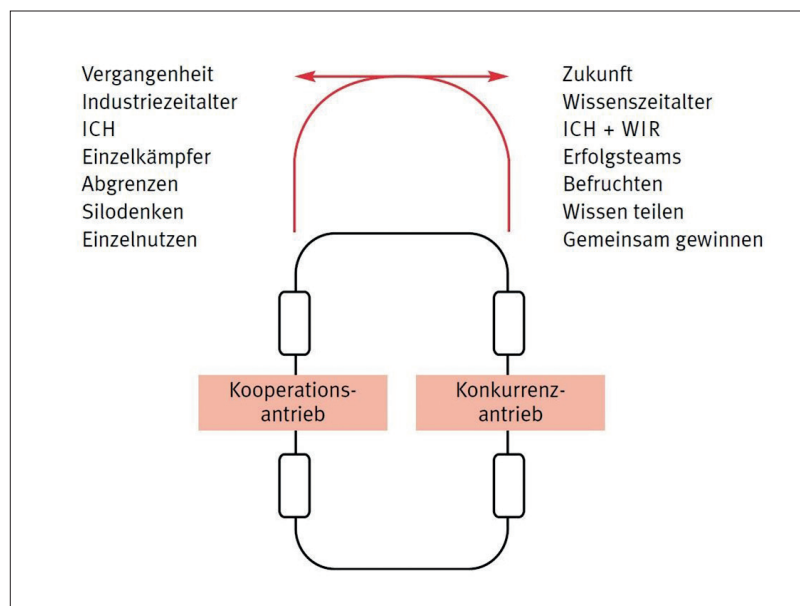 Vergangenheit
Industriezeitalter
ICH
Einzelkämpfer
Abgrenzen
Silodenken
Einzelnutzen
Zukunft
Wissenszeitalter
ICH + WIR
Erfolgsteams
Befruchten
Wissen teilen
Gemeinsam gewinnen
Kooperations-
antrieb
Konkurrenz-
antrieb